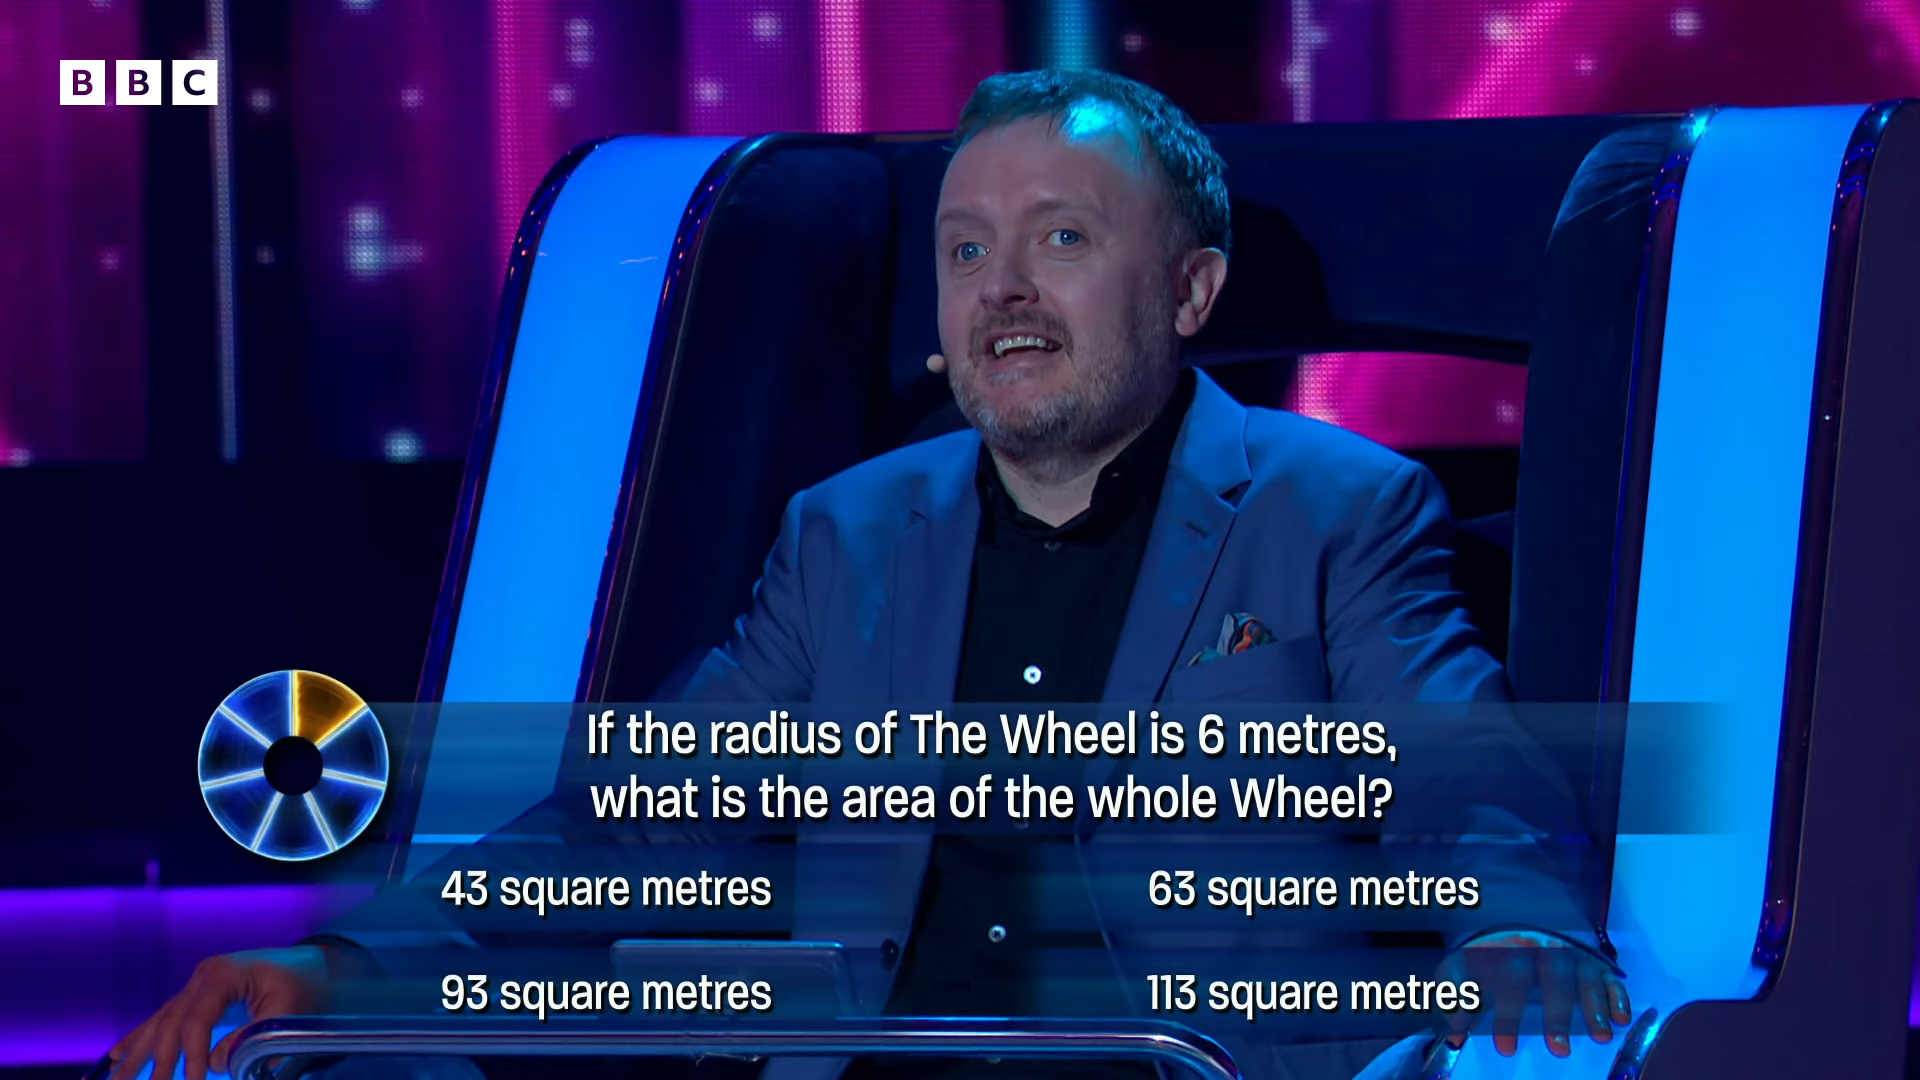 BBC
If the radius of The Wheel is 6 metres,
what is the area of the whole Wheel?
43 square metres
63 square metres
93 square metres
113 square metres